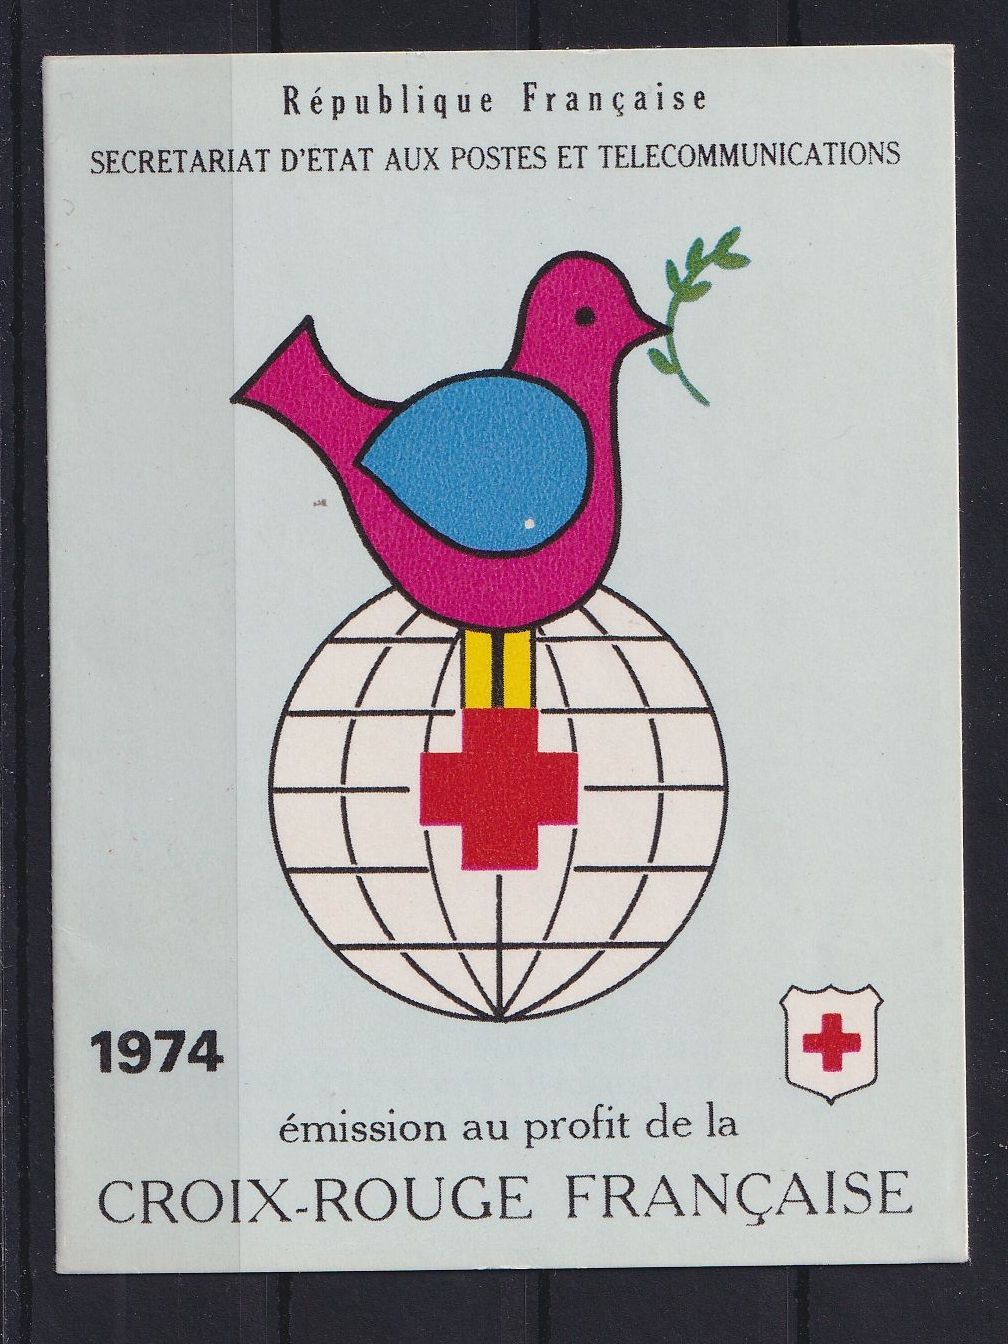 République Française
SECRETARIAT D'ETAT AUX POSTES ET TELECOMMUNICATIONS
1974
émission au profit de la
CROIX-ROUGE FRANÇAISE